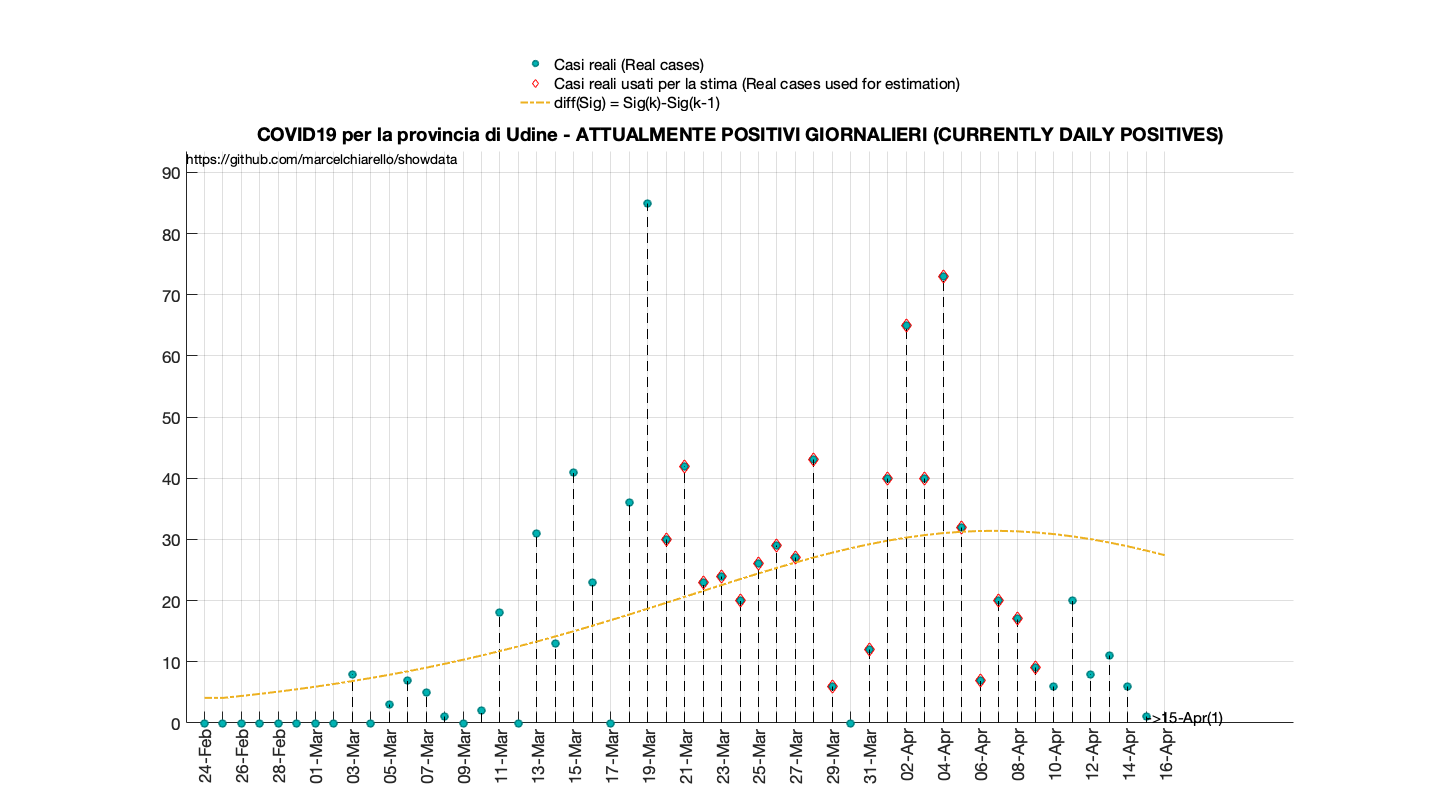 Casi reali (Real cases)
Casi reali usati per la stima (Real cases used for estimation)
diff(Sig) = Sig(k)-Sig(k-1)
COVID19 per la provincia di Udine - ATTUALMENTE POSITIVI GIORNALIERI (CURRENTLY DAILY POSITIVES)
https://github.com/marcelchiarello/showdata
90
80
70
60
50
40
30
20
10
0
->15-Apr(1)
24-Feb
26-Feb
28-Feb
01-Mar
03-Mar
05-Mar
07-Mar
09-Mar
11-Mar
13-Mar
15-Mar
17-Mar
19-Mar
21-Mar
23-Mar
25-Mar
27-Mar
29-Mar
31-Mar
02-Apr
04-Apr
06-Apr
08-Apr
10-Apr
12-Apr
14-Apr
16-Apr